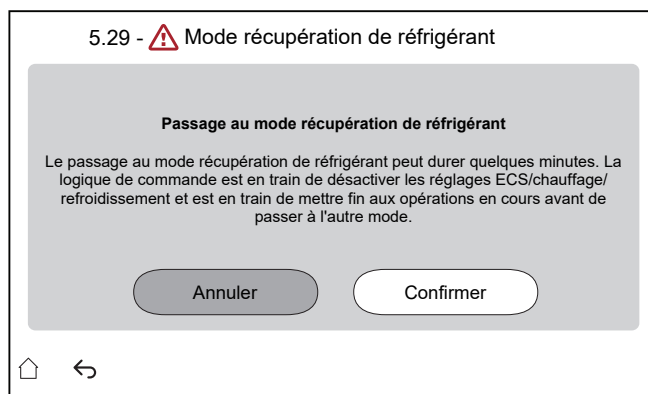 5.29 - Mode récupération de réfrigérant
Passage au mode récupération de réfrigérant
Le passage au mode récupération de réfrigérant peut durer quelques minutes. La
logique de commande est en train de désactiver les réglages ECS/chauffage/
refroidissement et est en train de mettre fin aux opérations en cours avant de
passer à l'autre mode.
Annuler
Confirmer